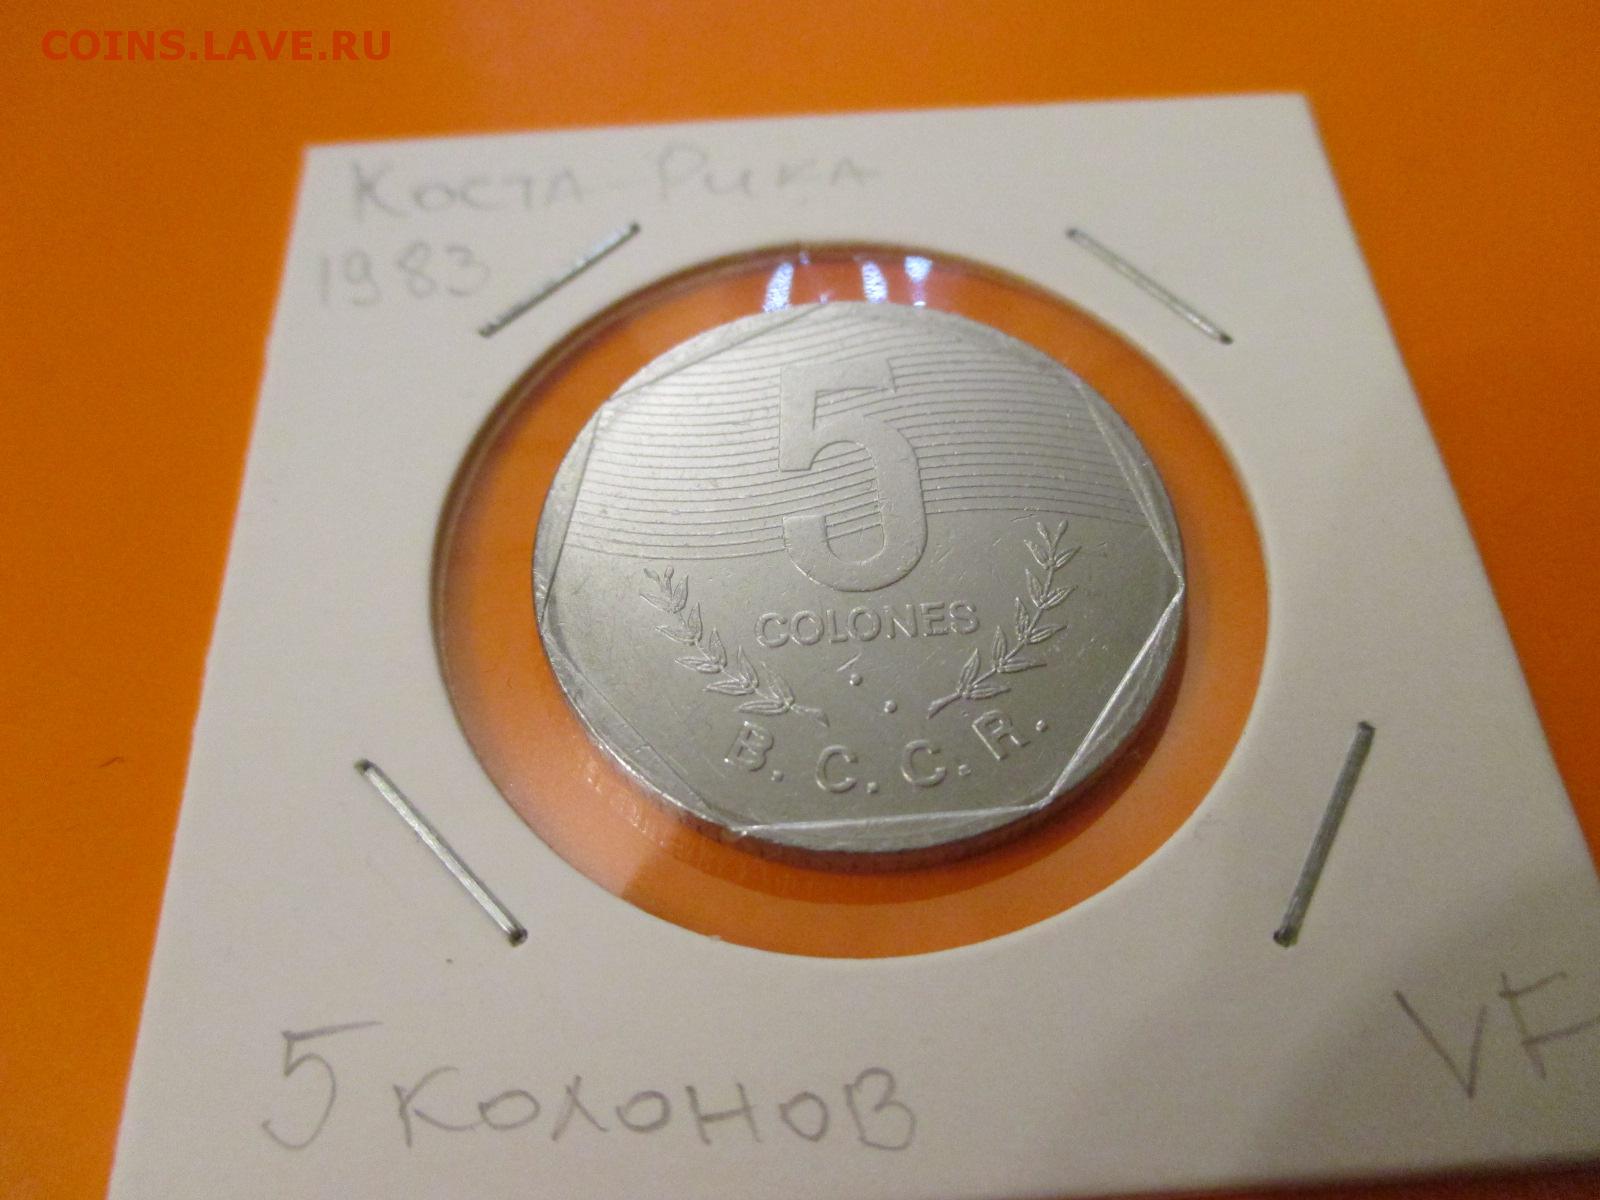 COINS.LAVE.RU
Коста-Рика
1983
5
COLONES
B. C. C. R.
5 колонов
VF